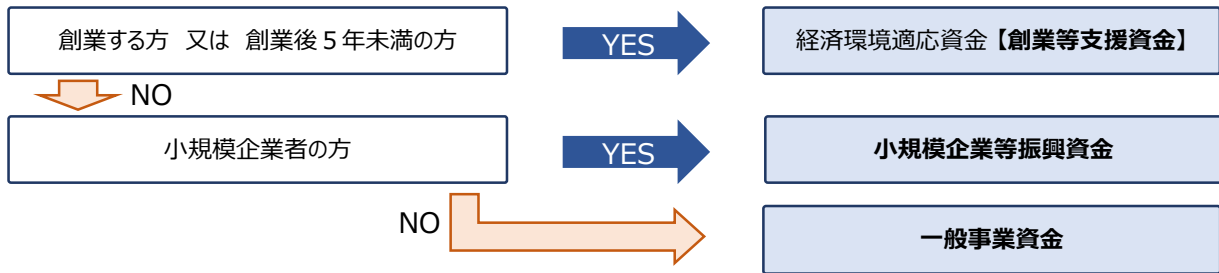 創業する方 又は 創業後5年未満の方
YES
経済環境適応資金【創業等支援資金】
NO
小規模企業者の方
YES
小規模企業等振興資金
NO
一般事業資金